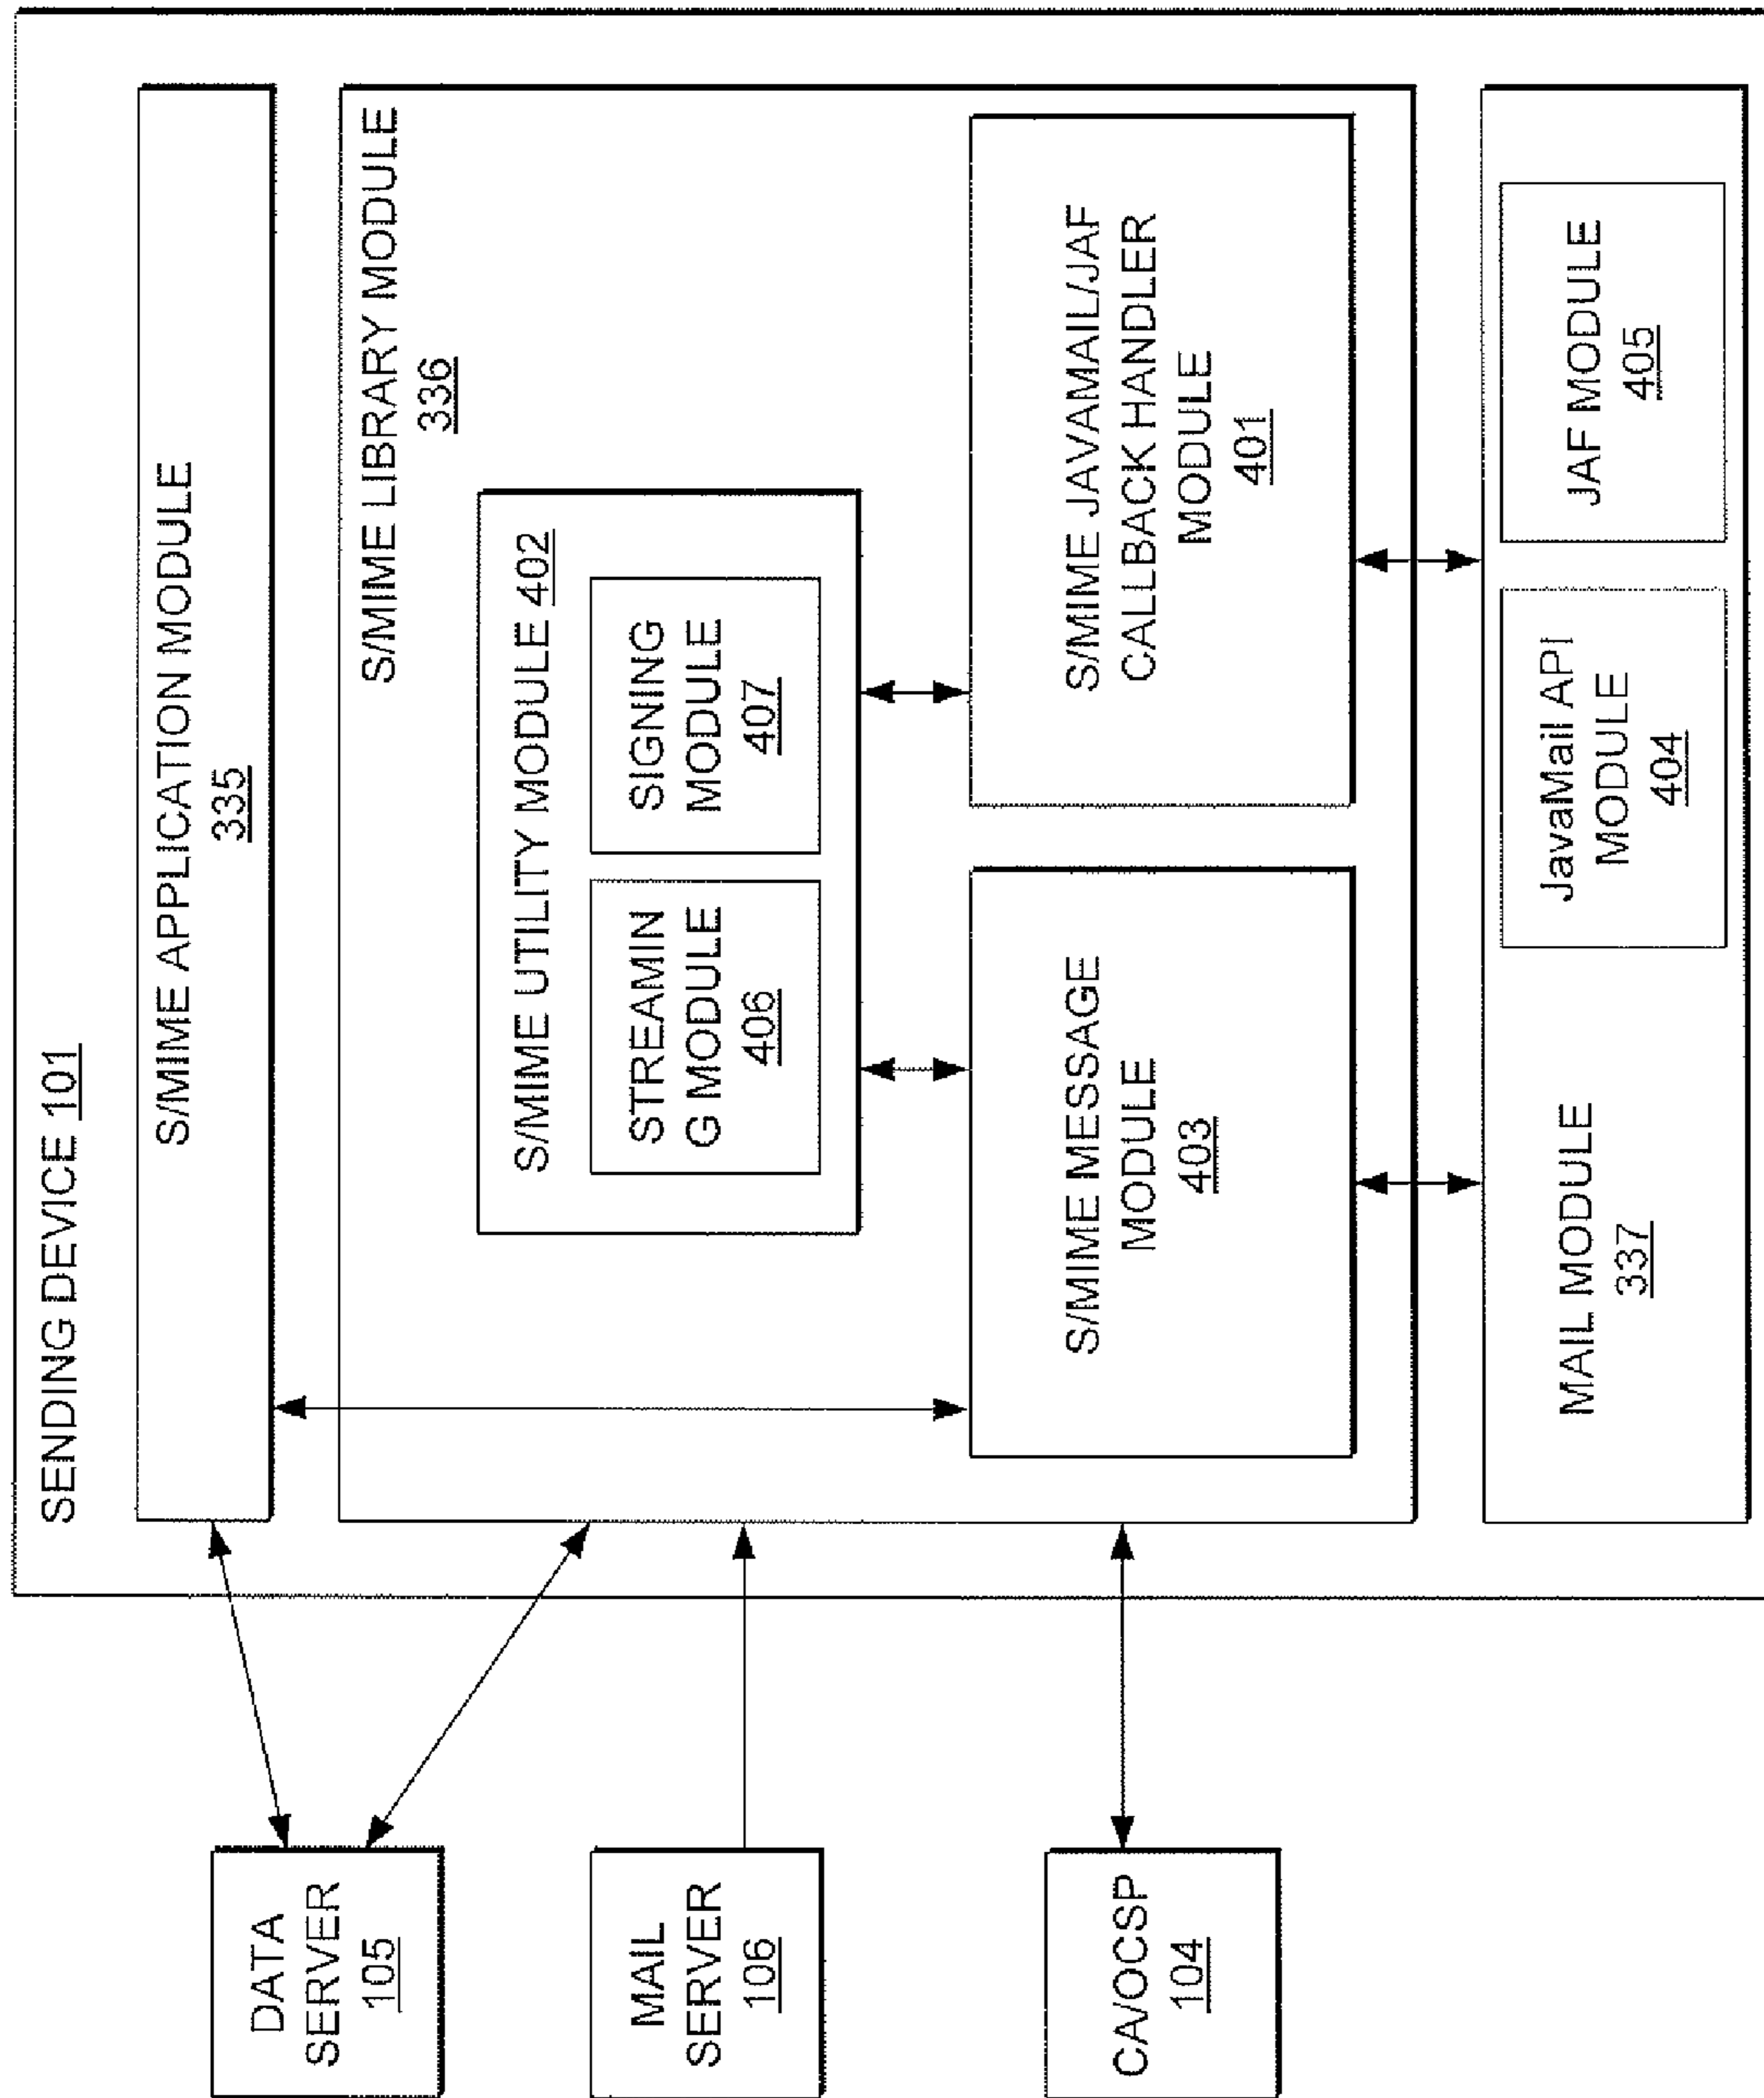 SENDING DEVICE 101
S/MIME APPLICATION MODULE
335
DATA
SERVER
105
MAIL
SERVER
106
CA/OCSP
104
S/MIME LIBRARY MODULE
336
S/MIME UTILITY MODULE 402
STREAMIN
G MODULE
406
SIGNING
MODULE
407
S/MIME MESSAGE
MODULE
403
S/MIME JAVAMAIL/JAF
CALLBACK HANDLER
MODULE
401
MAIL MODULE
337
JavaMail API
MODULE
404
JAF MODULE
405